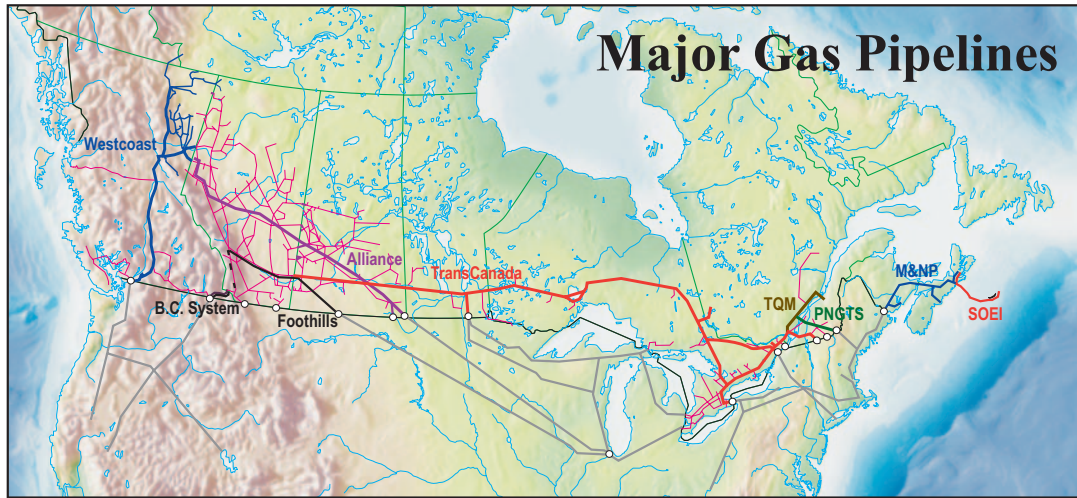 Major Gas Pipelines
Westcoast
Alliance
TransCanada
B.C. System
Foothills
TQM
PNGTS
M&NP
SOEI